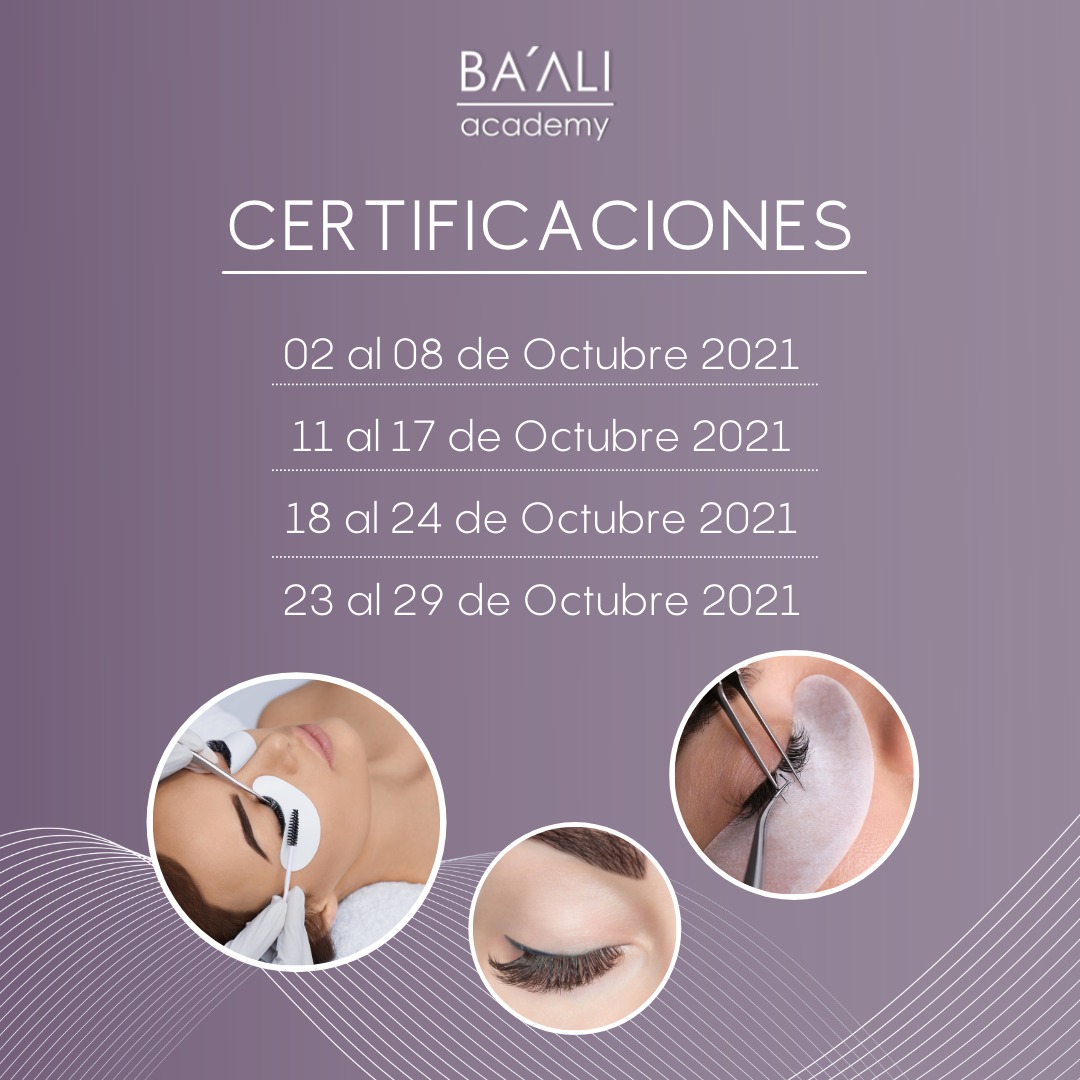 BA´ALI
academy
CERTIFICACIONES
02 al 08 de Octubre 2021
11 al 17 de Octubre 2021
18 al 24 de Octubre 2021
23 al 29 de Octubre 2021